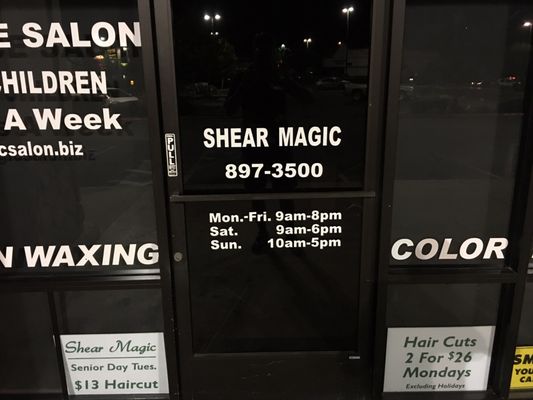 SALON
CHILDREN
A Week
csalon.biz
WAXING
PULL
SHEAR MAGIC
897-3500
Mon.-Fri. 9am-8pm
Sat. 9am-6pm
Sun. 10am-5pm
COLOR
Shear Magic
Senior Day Tues.
$13 Haircut
Hair Cuts
2 For $26
Mondays
Excluding Holidays